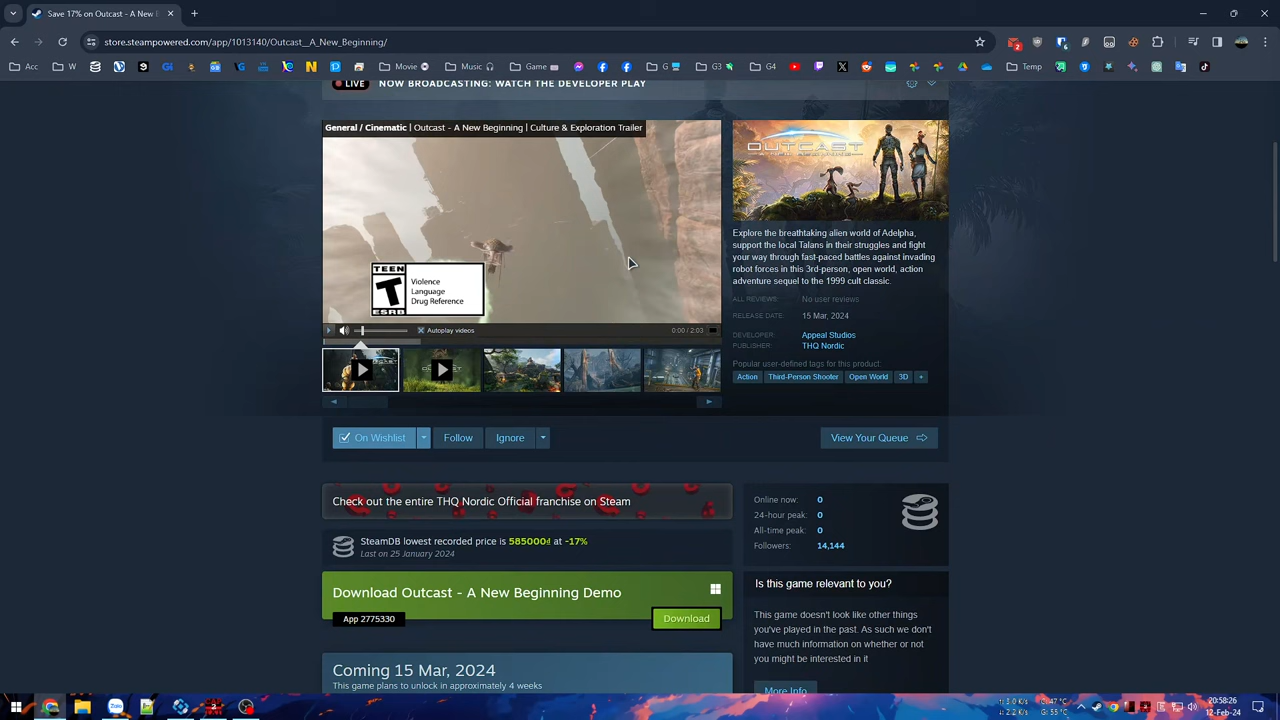 Save 17% on Outcast - A New B
store.steampowered.com/app/1013140/Outcast__A_New_Beginning/
Acc
W
Movie
Music
Game
G
G3
G4
Temp
LIVE
NOW BROADCASTING: WATCH THE DEVELOPER PLAY
General / Cinematic | Outcast - A New Beginning | Culture & Exploration Trailer
TEEN
T
ESRB
Violence
Language
Drug Reference
Autoplay videos
0:00 / 2:03
OUTCAST
A NEW BEGINNING
Explore the breathtaking alien world of Adelpha,
support the local Talans in their struggles and fight
your way through fast-paced battles against invading
robot forces in this 3rd-person, open world, action
adventure sequel to the 1999 cult classic.
ALL REVIEWS: No user reviews
RELEASE DATE: 15 Mar, 2024
DEVELOPER: Appeal Studios
PUBLISHER: THQ Nordic
Popular user-defined tags for this product:
Action Third-Person Shooter Open World 3D +
On Wishlist
Follow
Ignore
View Your Queue
Check out the entire THQ Nordic Official franchise on Steam
SteamDB lowest recorded price is 585000₫ at -17%
Last on 25 January 2024
Online now: 0
24-hour peak: 0
All-time peak: 0
Followers: 14,144
Download Outcast - A New Beginning Demo
App 2775330
Download
Is this game relevant to you?
This game doesn't look like other things
you've played in the past. As such we don't
have much information on whether or not
you might be interested in it
More Info
Coming 15 Mar, 2024
This game plans to unlock in approximately 4 weeks
Zalo
20:58:26
12-Feb-24